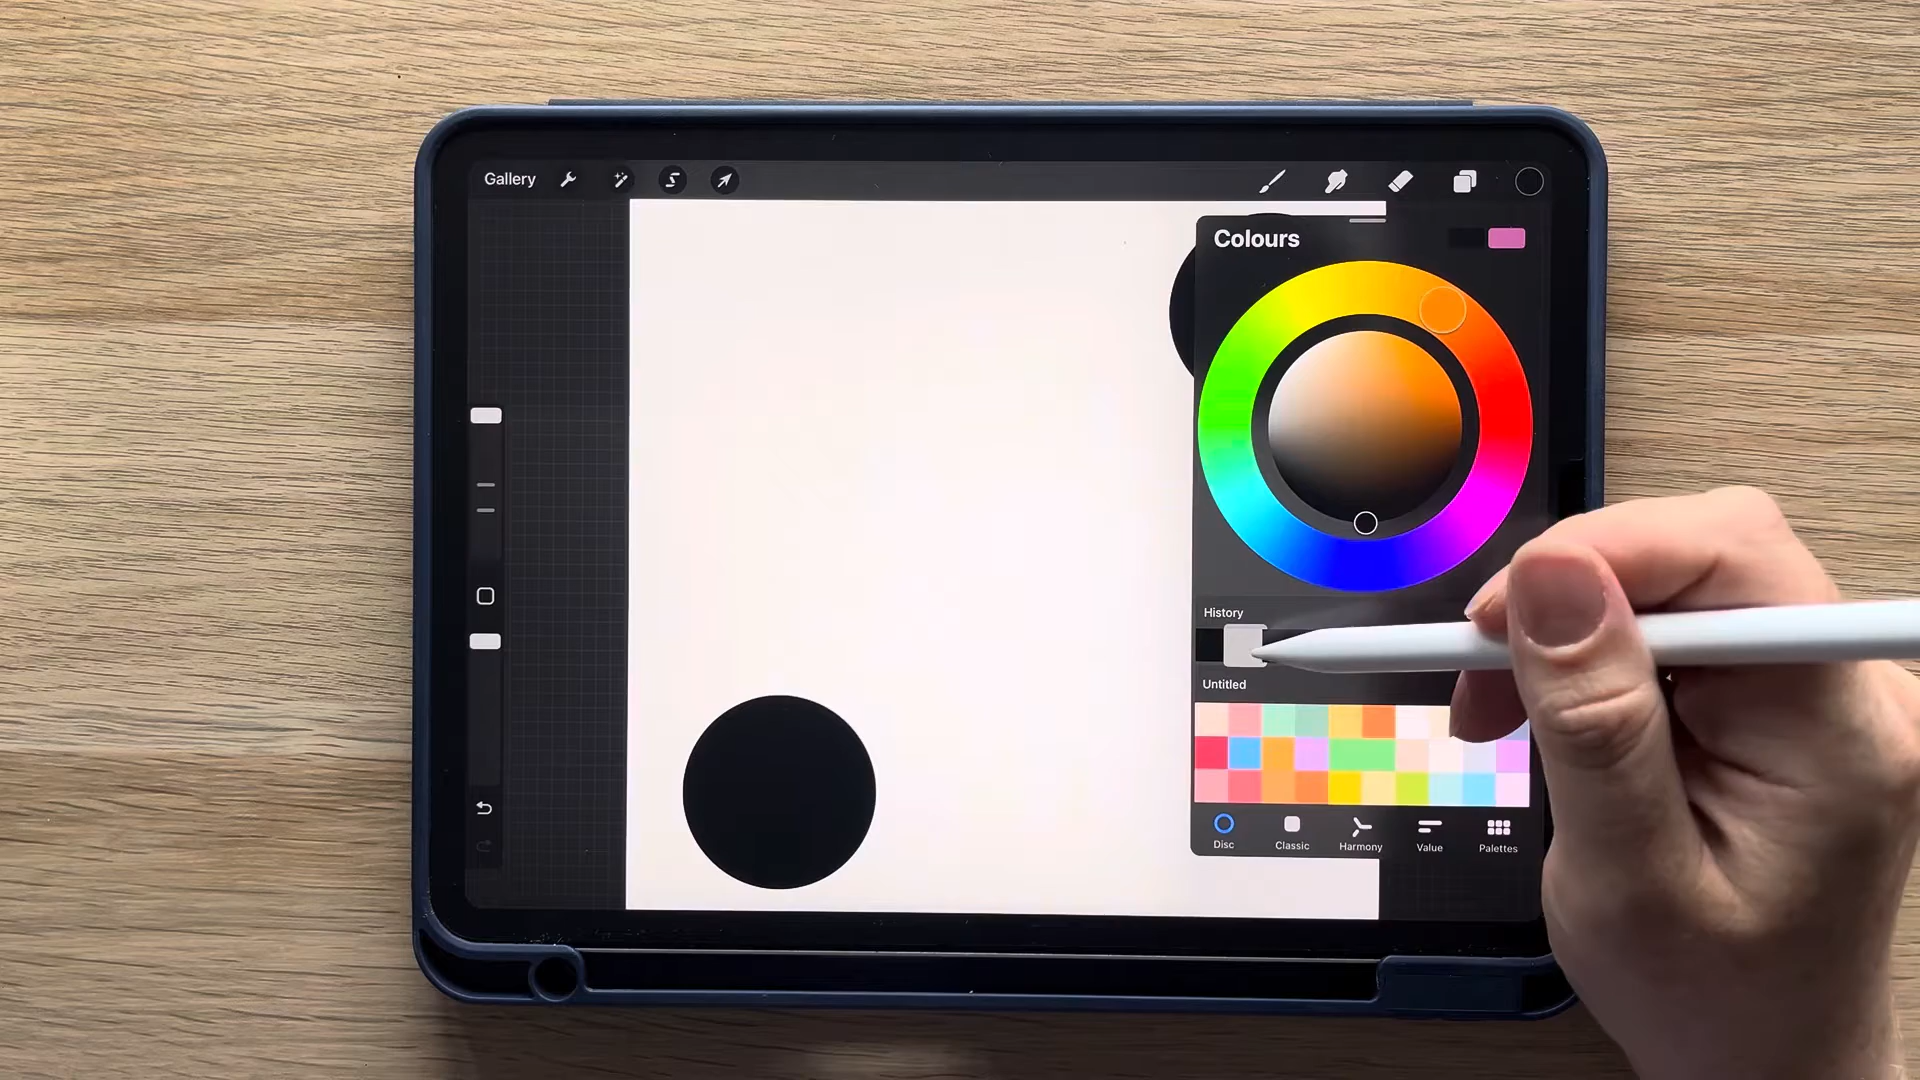 Gallery
Colours
History
Untitled
Disc
Classic
Harmony
Value
Palettes